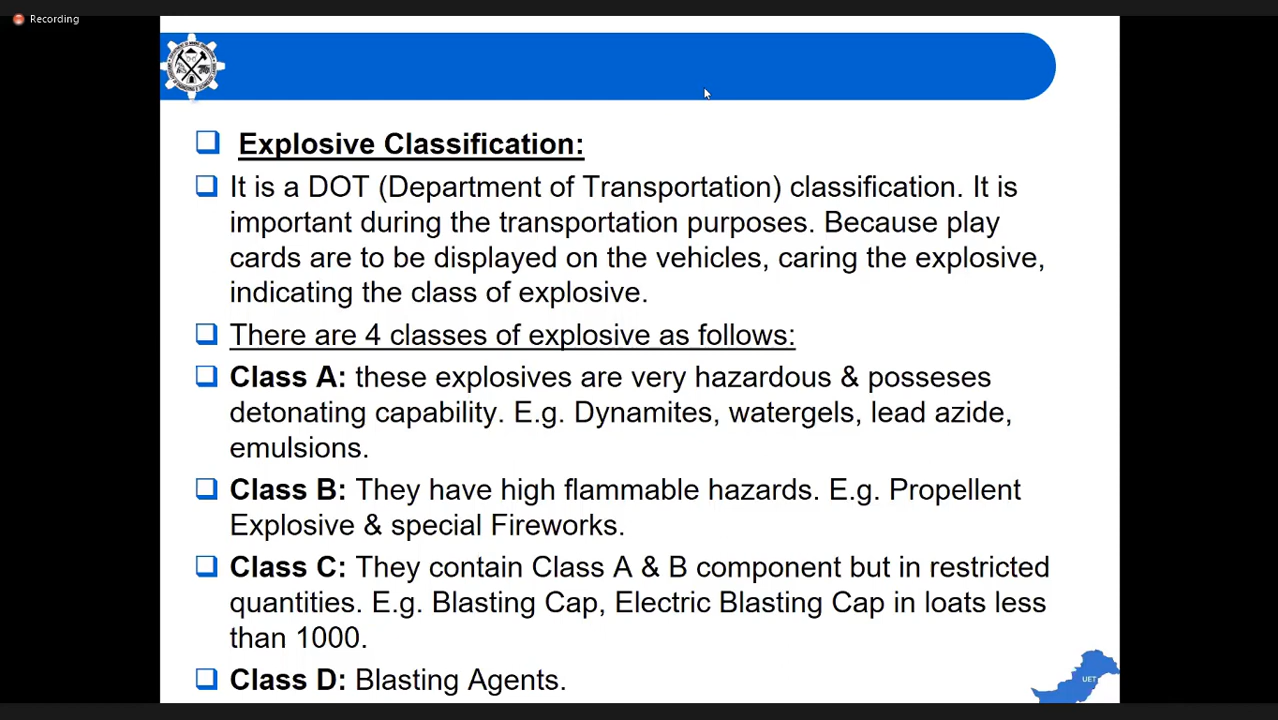 Recording
Explosive Classification:
It is a DOT (Department of Transportation) classification. It is
important during the transportation purposes. Because play
cards are to be displayed on the vehicles, caring the explosive,
indicating the class of explosive.
There are 4 classes of explosive as follows:
Class A: these explosives are very hazardous & posseses
detonating capability. E.g. Dynamites, watergels, lead azide,
emulsions.
Class B: They have high flammable hazards. E.g. Propellent
Explosive & special Fireworks.
Class C: They contain Class A & B component but in restricted
quantities. E.g. Blasting Cap, Electric Blasting Cap in loats less
than 1000.
Class D: Blasting Agents.
UET